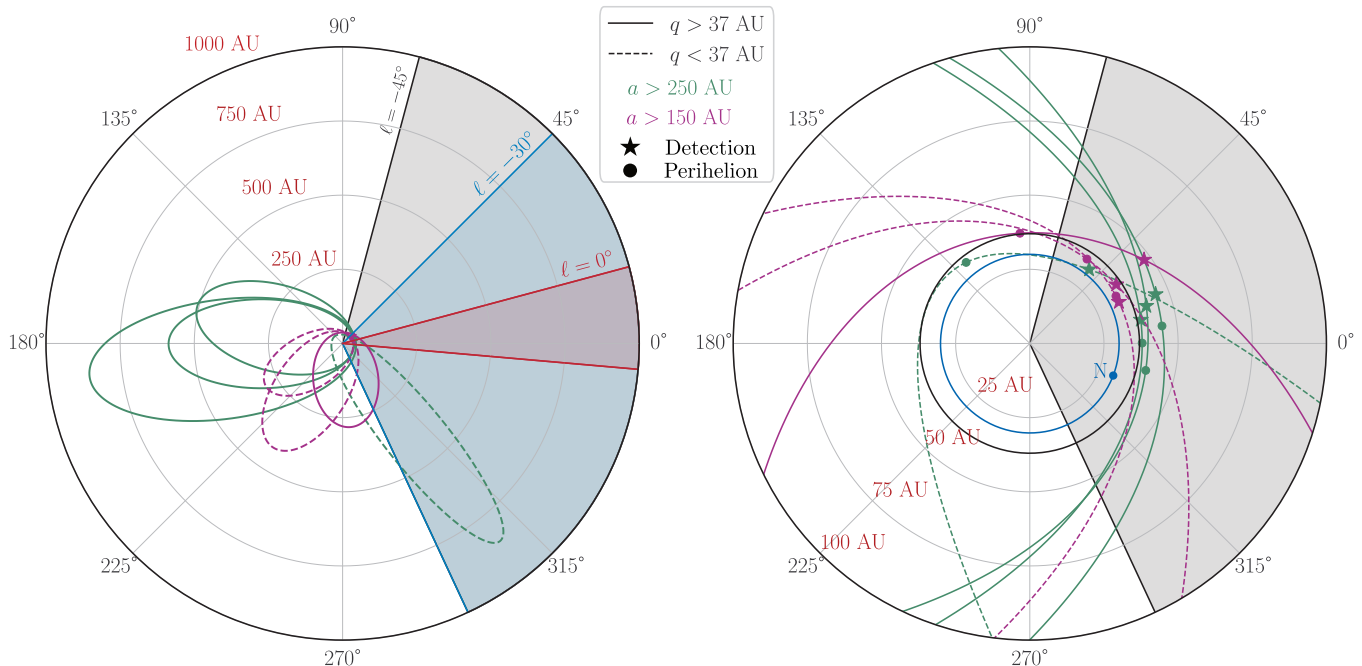 90°
1000 AU
ℓ = −45°
750 AU
135°
45°
ℓ = −30°
500 AU
250 AU
ℓ = 0°
180°
0°
225°
315°
270°
q > 37 AU
q < 37 AU
a > 250 AU
a > 150 AU
Detection
Perihelion
90°
135°
45°
180°
0°
N
25 AU
50 AU
75 AU
100 AU
225°
315°
270°